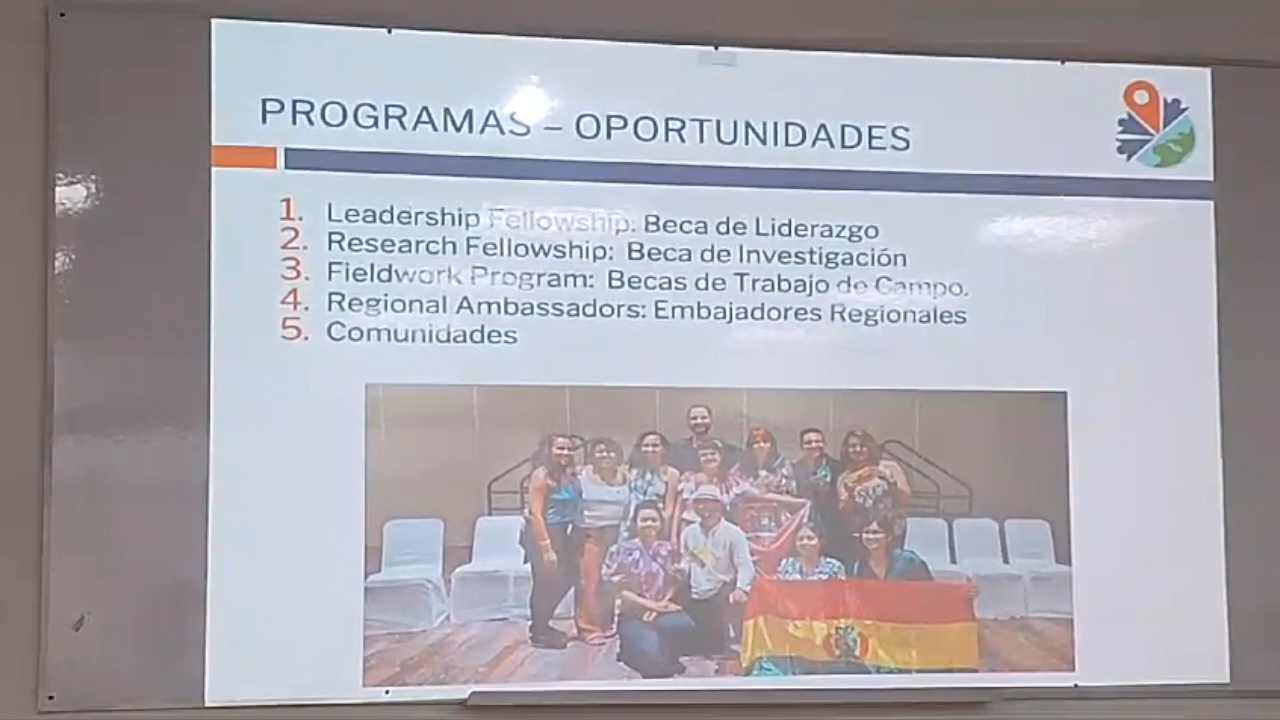 PROGRAMAS – OPORTUNIDADES
1. Leadership Fellowship: Beca de Liderazgo
2. Research Fellowship: Beca de Investigación
3. Fieldwork Program: Becas de Trabajo de Campo.
4. Regional Ambassadors: Embajadores Regionales
5. Comunidades